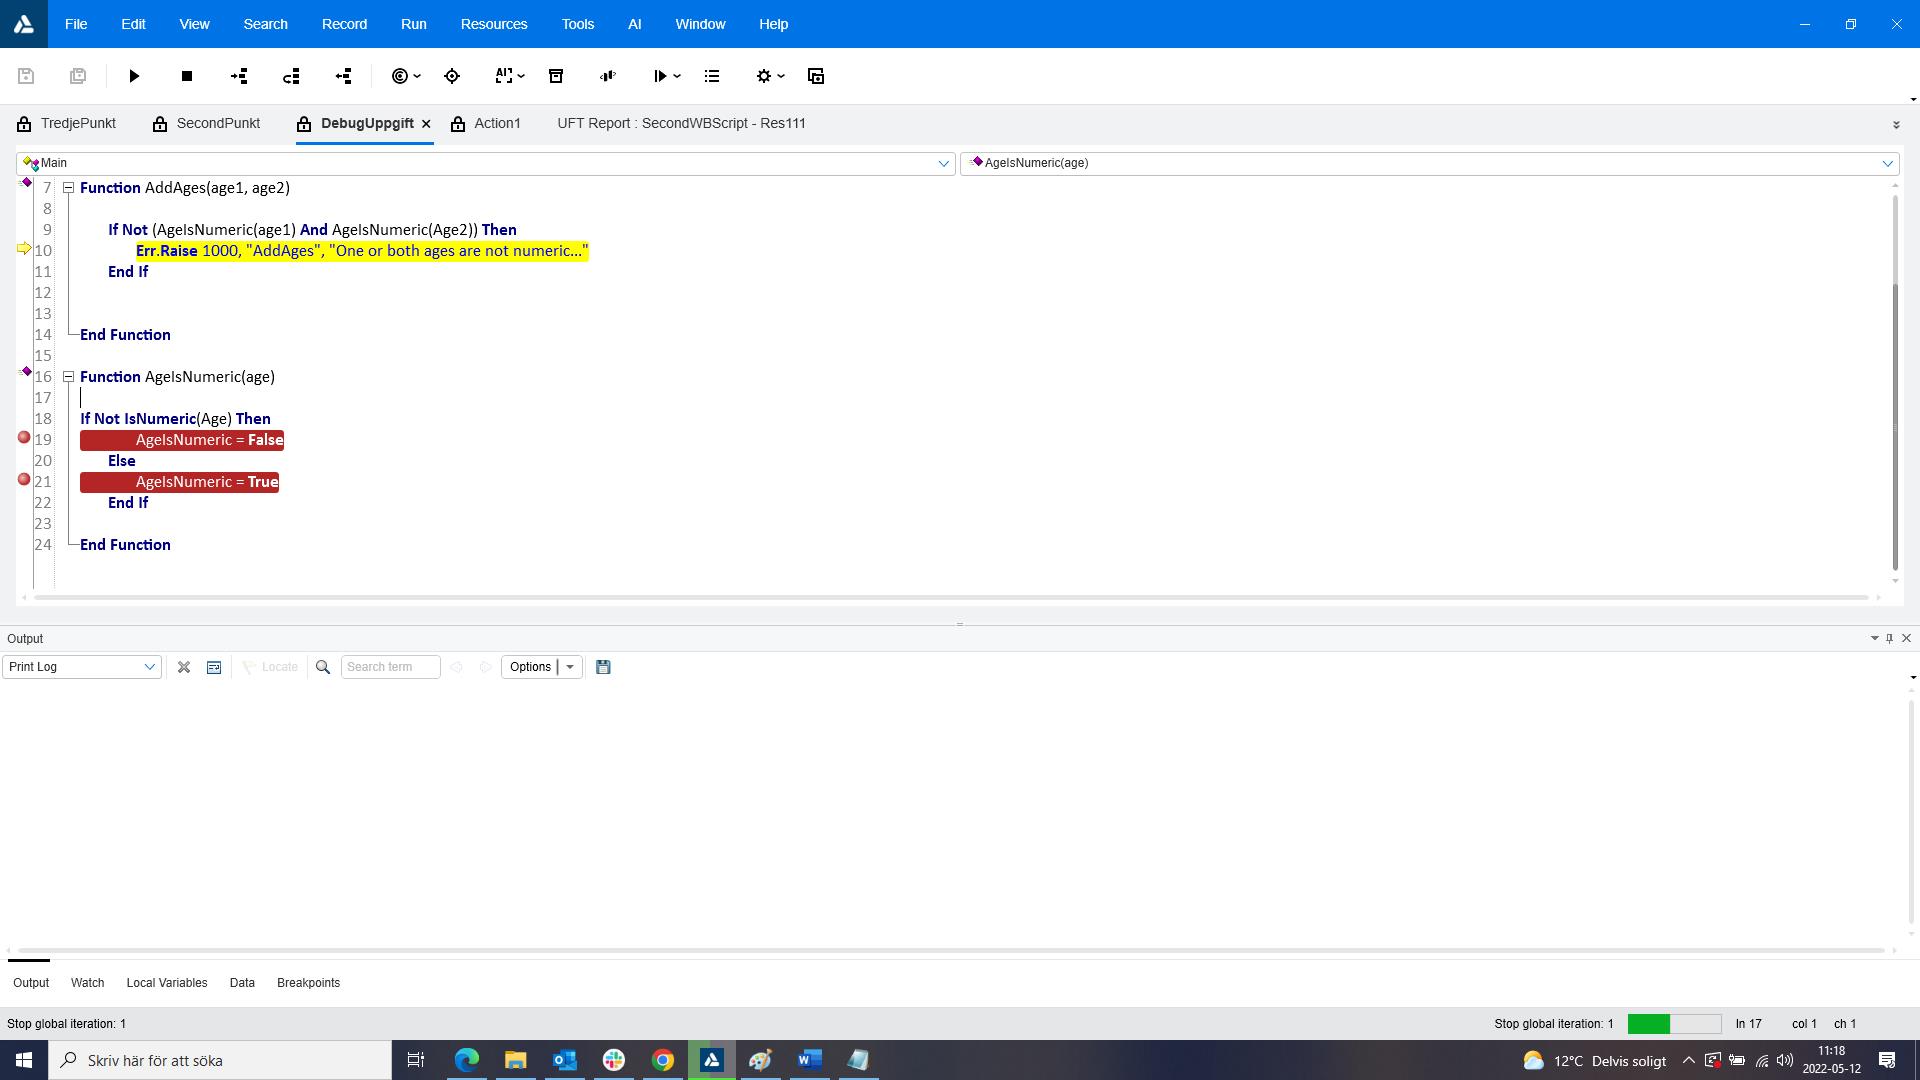 File Edit View Search Record Run Resources Tools AI Window Help
AI
TredjePunkt SecondPunkt DebugUppgift Action1 UFT Report : SecondWBScript - Res111
Main AgeIsNumeric(age)
7 Function AddAges(age1, age2)
8
9 If Not (AgeIsNumeric(age1) And AgeIsNumeric(Age2)) Then
10 Err.Raise 1000, "AddAges", "One or both ages are not numeric..."
11 End If
12
13
14 End Function
15
16 Function AgeIsNumeric(age)
17
18 If Not IsNumeric(Age) Then
19 AgeIsNumeric = False
20 Else
21 AgeIsNumeric = True
22 End If
23
24 End Function
Output
Print Log Locate Search term Options
Output Watch Local Variables Data Breakpoints
Stop global iteration: 1 Stop global iteration: 1 ln 17 col 1 ch 1
Skriv här för att söka 12°C Delvis soligt 11:18
2022-05-12